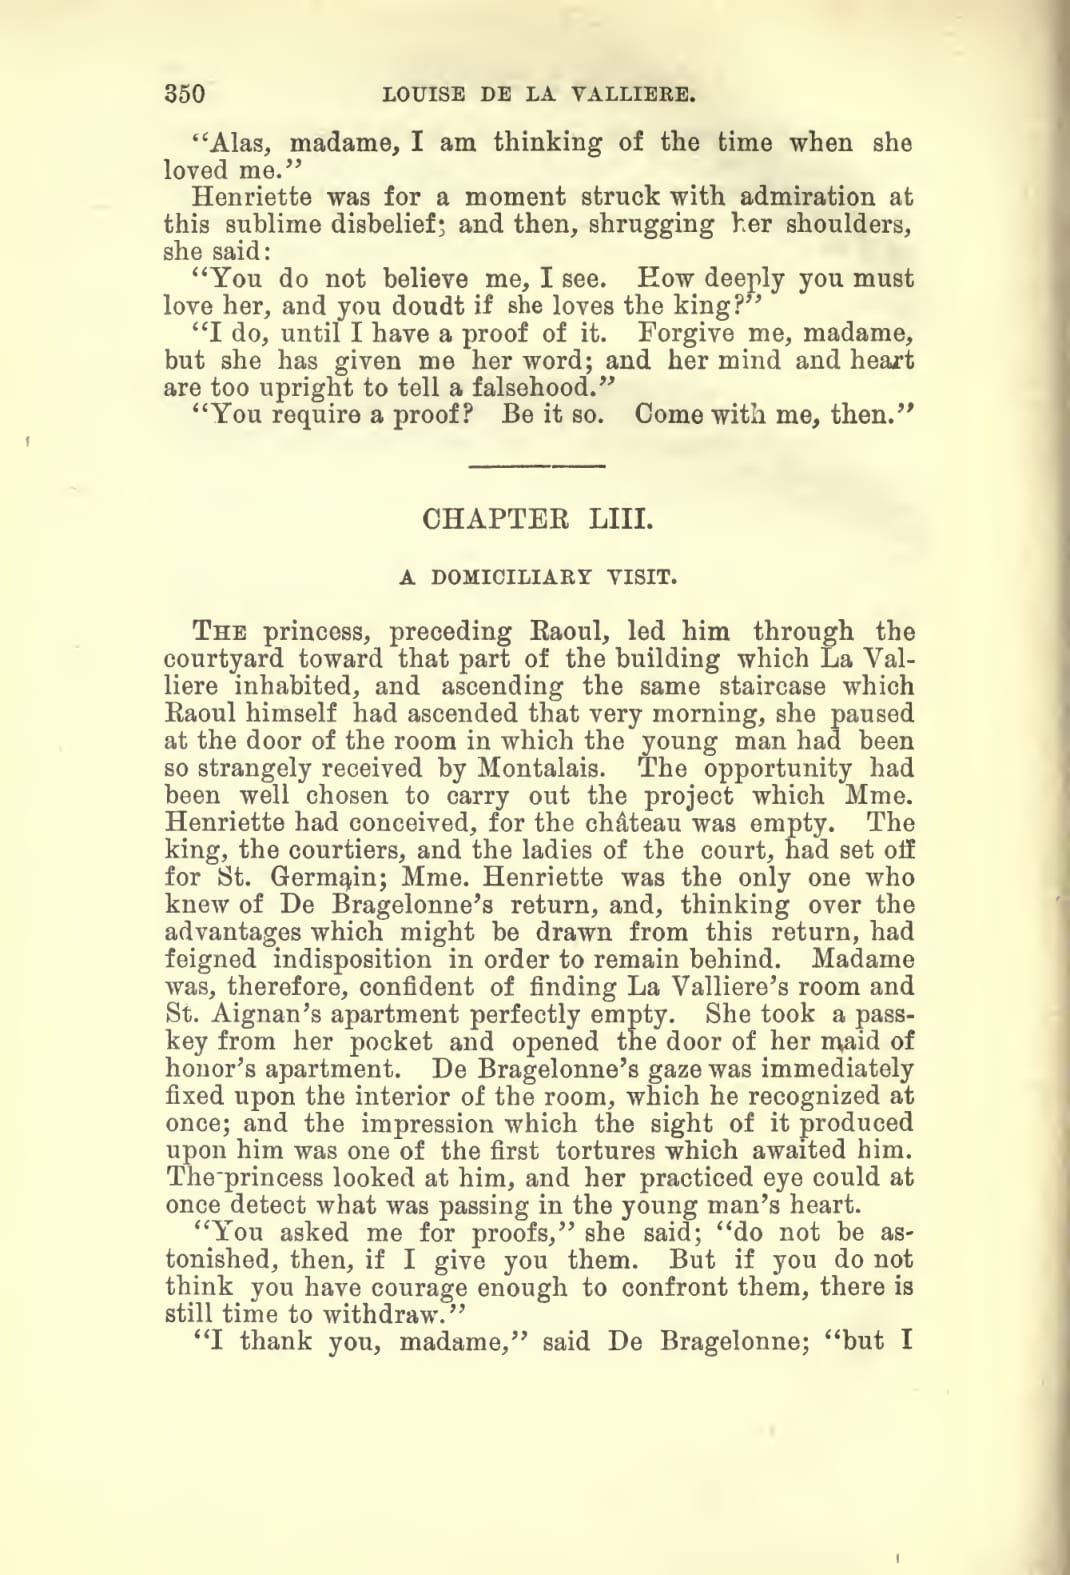 350 LOUISE DE LA VALLIERE.
“Alas, madame, I am thinking of the time when she
loved me.”
Henriette was for a moment struck with admiration at
this sublime disbelief; and then, shrugging her shoulders,
she said:
“You do not believe me, I see. How deeply you must
love her, and you doudt if she loves the king?”
“I do, until I have a proof of it. Forgive me, madame,
but she has given me her word; and her mind and heart
are too upright to tell a falsehood.”
“You require a proof? Be it so. Come with me, then.”
CHAPTER LIII.
A DOMICILIARY VISIT.
THE princess, preceding Raoul, led him through the
courtyard toward that part of the building which La Val-
liere inhabited, and ascending the same staircase which
Raoul himself had ascended that very morning, she paused
at the door of the room in which the young man had been
so strangely received by Montalais. The opportunity had
been well chosen to carry out the project which Mme.
Henriette had conceived, for the château was empty. The
king, the courtiers, and the ladies of the court, had set off
for St. Germain; Mme. Henriette was the only one who
knew of De Bragelonne’s return, and, thinking over the
advantages which might be drawn from this return, had
feigned indisposition in order to remain behind. Madame
was, therefore, confident of finding La Valliere’s room and
St. Aignan’s apartment perfectly empty. She took a pass-
key from her pocket and opened the door of her maid of
honor’s apartment. De Bragelonne’s gaze was immediately
fixed upon the interior of the room, which he recognized at
once; and the impression which the sight of it produced
upon him was one of the first tortures which awaited him.
The princess looked at him, and her practiced eye could at
once detect what was passing in the young man’s heart.
“You asked me for proofs,” she said; “do not be as-
tonished, then, if I give you them. But if you do not
think you have courage enough to confront them, there is
still time to withdraw.”
“I thank you, madame,” said De Bragelonne; “but I